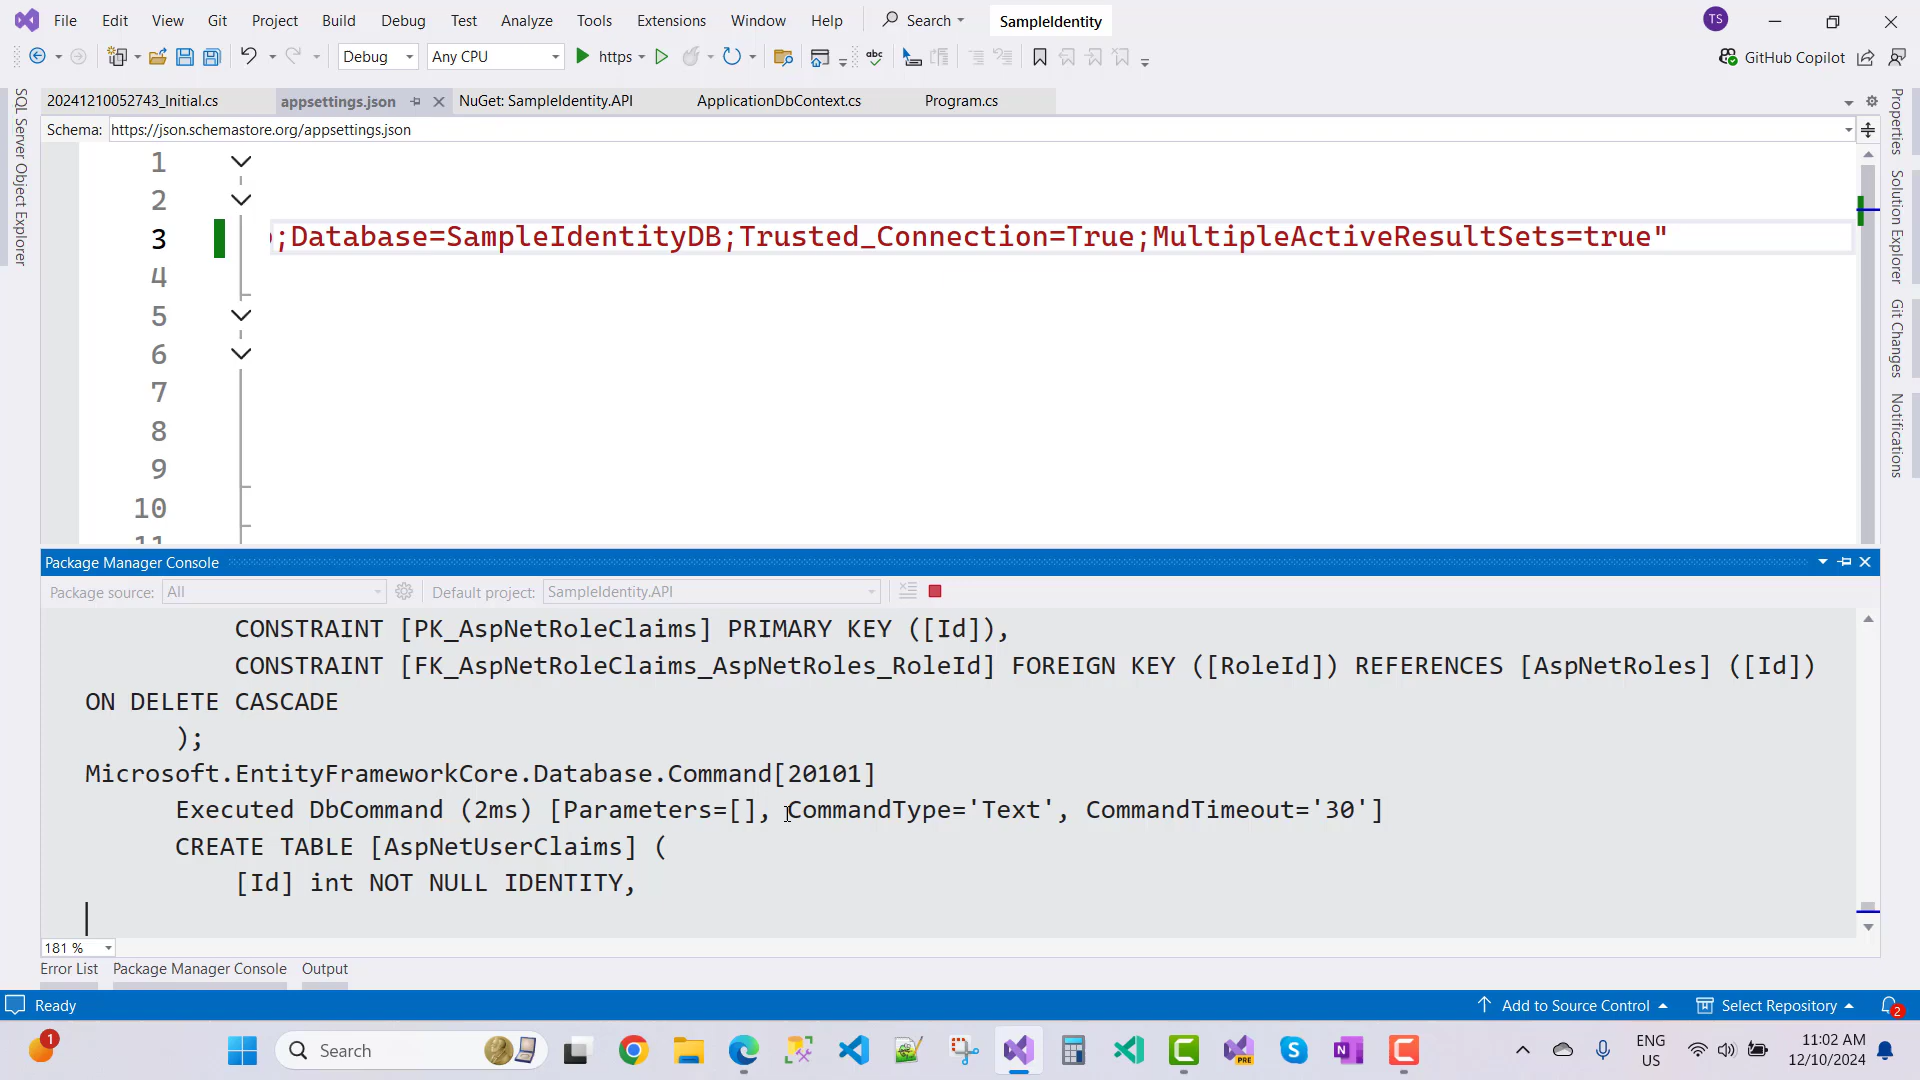 File Edit View Git Project Build Debug Test Analyze Tools Extensions Window Help Search SampleIdentity TS
Debug Any CPU https GitHub Copilot
20241210052743_Initial.cs appsettings.json NuGet: SampleIdentity.API ApplicationDbContext.cs Program.cs
Schema: https://json.schemastore.org/appsettings.json
SQL Server Object Explorer
Properties
Solution Explorer
Git Changes
Notifications
1
2
3 ;Database=SampleIdentityDB;Trusted_Connection=True;MultipleActiveResultSets=true"
4
5
6
7
8
9
10
11
Package Manager Console
Package source: All Default project: SampleIdentity.API
CONSTRAINT [PK_AspNetRoleClaims] PRIMARY KEY ([Id]),
CONSTRAINT [FK_AspNetRoleClaims_AspNetRoles_RoleId] FOREIGN KEY ([RoleId]) REFERENCES [AspNetRoles] ([Id])
ON DELETE CASCADE
);
Microsoft.EntityFrameworkCore.Database.Command[20101]
Executed DbCommand (2ms) [Parameters=[], CommandType='Text', CommandTimeout='30']
CREATE TABLE [AspNetUserClaims] (
[Id] int NOT NULL IDENTITY,
181 %
Error List Package Manager Console Output
Ready Add to Source Control Select Repository 2
1 Search PRE ENG 11:02 AM
US 12/10/2024